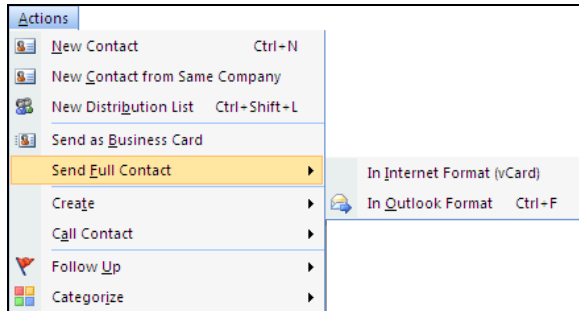 Actions
New Contact Ctrl+N
New Contact from Same Company
New Distribution List Ctrl+Shift+L
Send as Business Card
Send Full Contact
In Internet Format (vCard)
Create
In Outlook Format Ctrl+F
Call Contact
Follow Up
Categorize